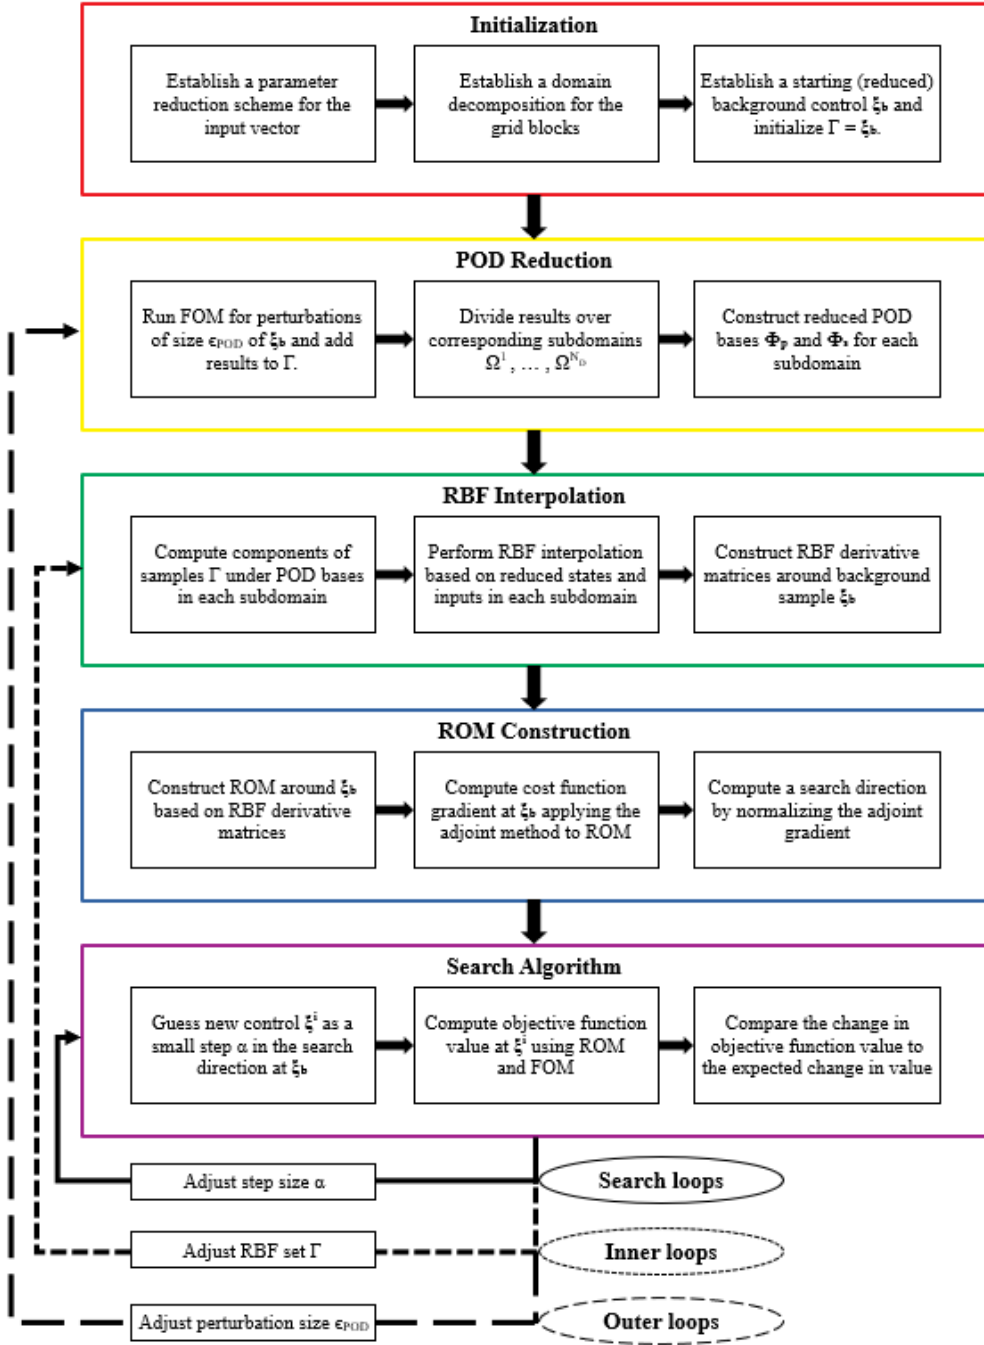 Initialization
Establish a parameter
reduction scheme for the
input vector
Establish a domain
decomposition for the
grid blocks
Establish a starting (reduced)
background control ξb and
initialize Γ = ξb.
POD Reduction
Run FOM for perturbations
of size ϵPOD of ξb and add
results to Γ.
Divide results over
corresponding subdomains
Ω¹ , … , Ω^ND
Construct reduced POD
bases Φp and Φs for each
subdomain
RBF Interpolation
Compute components of
samples Γ under POD bases
in each subdomain
Perform RBF interpolation
based on reduced states and
inputs in each subdomain
Construct RBF derivative
matrices around background
sample ξb
ROM Construction
Construct ROM around ξb
based on RBF derivative
matrices
Compute cost function
gradient at ξb applying the
adjoint method to ROM
Compute a search direction
by normalizing the adjoint
gradient
Search Algorithm
Guess new control ξⁱ as a
small step α in the search
direction at ξb
Compute objective function
value at ξⁱ using ROM
and FOM
Compare the change in
objective function value to
the expected change in value
Adjust step size α
Search loops
Adjust RBF set Γ
Inner loops
Adjust perturbation size ϵPOD
Outer loops